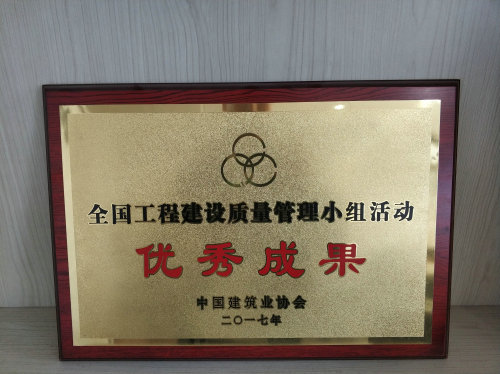 全国工程建设质量管理小组活动
优秀成果
中国建筑业协会
二〇一七年